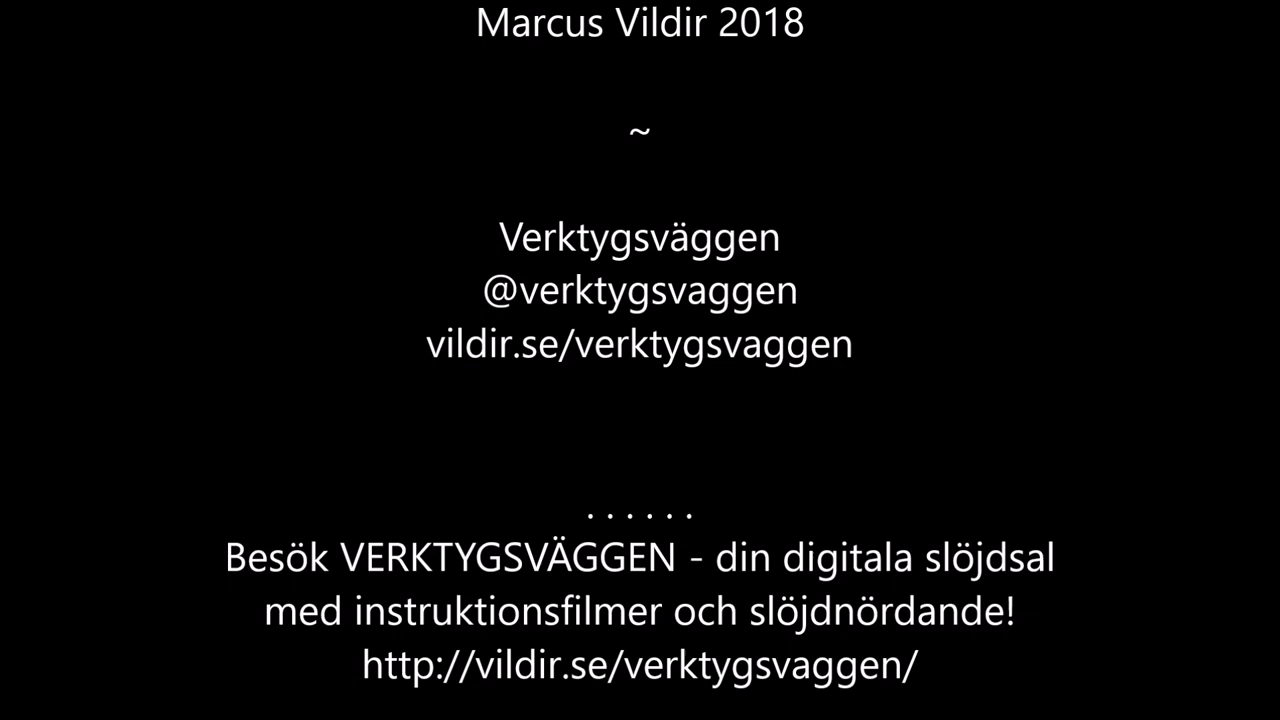 Marcus Vildir 2018
~
Verktygsväggen
@verktygsvaggen
vildir.se/verktygsvaggen
. . . . . .
Besök VERKTYGSVÄGGEN - din digitala slöjdsal
med instruktionsfilmer och slöjdnördande!
http://vildir.se/verktygsvaggen/